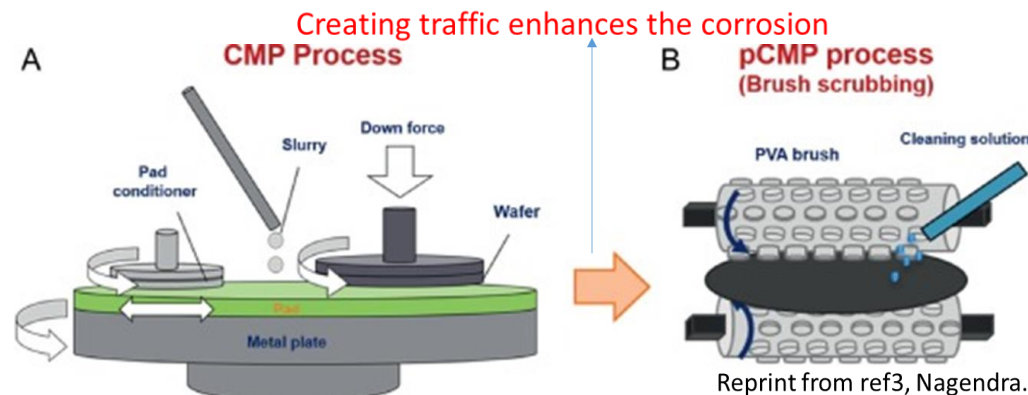 Creating traffic enhances the corrosion
A
CMP Process
Slurry
Down force
Pad
conditioner
Wafer
Pad
Metal plate
B
pCMP process
(Brush scrubbing)
PVA brush
Cleaning solution
Reprint from ref3, Nagendra.